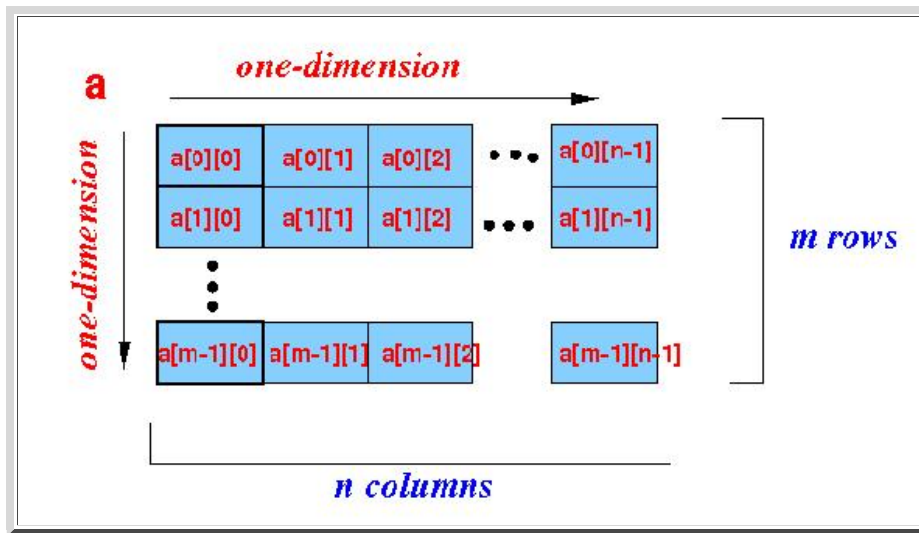 one-dimension
a
one-dimension
a[0][0] a[0][1] a[0][2] ••• a[0][n-1]
a[1][0] a[1][1] a[1][2] ••• a[1][n-1]
m rows
a[m-1][0] a[m-1][1] a[m-1][2] a[m-1][n-1]
n columns